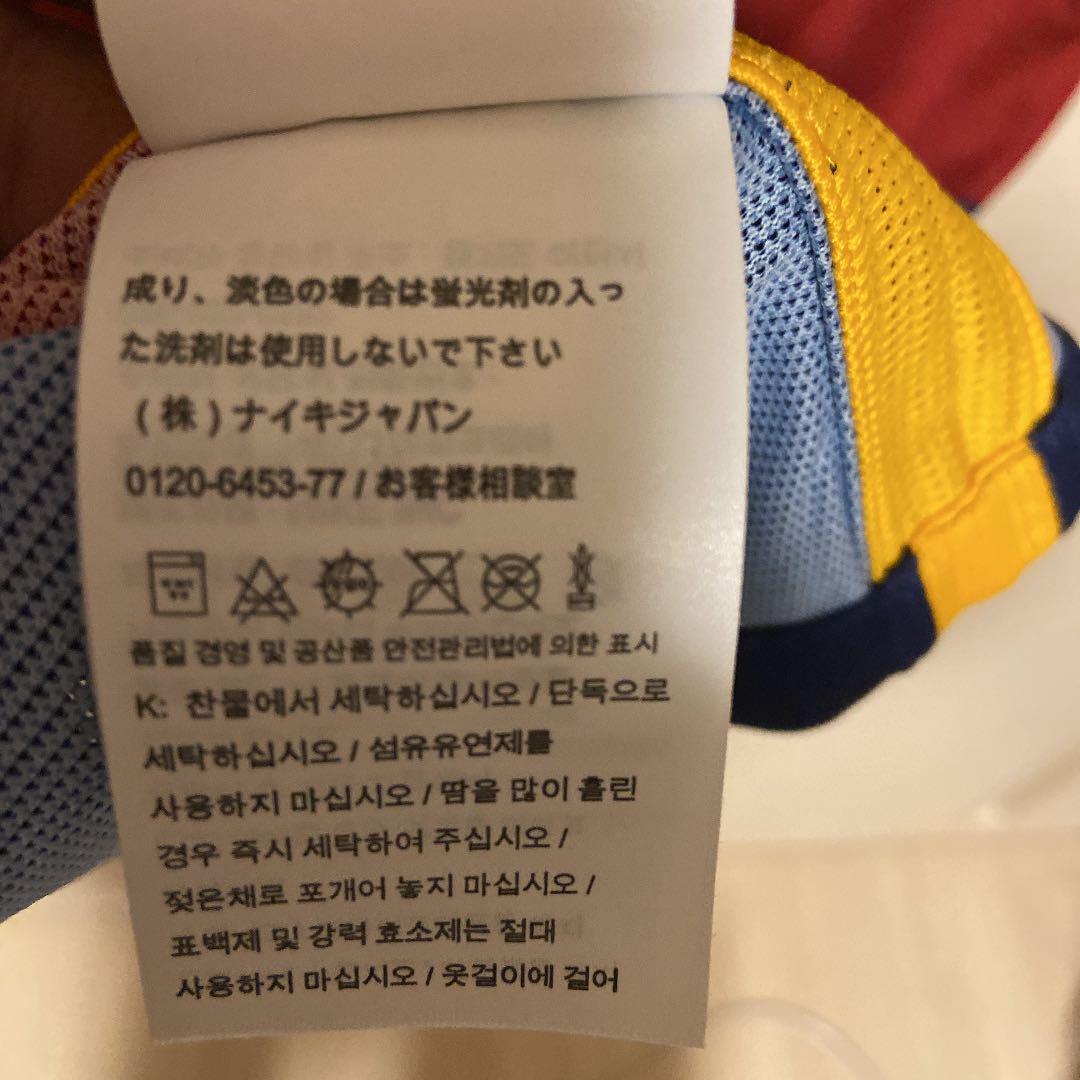 成り、淡色の場合は蛍光剤の入っ
た洗剤は使用しないで下さい
(株)ナイキジャパン
0120-6453-77 / お客様相談室
품질 경영 및 공산품 안전관리법에 의한 표시
K: 찬물에서 세탁하십시오 / 단독으로
세탁하십시오 / 섬유유연제를
사용하지 마십시오 / 땀을 많이 흘린
경우 즉시 세탁하여 주십시오 /
젖은채로 포개어 놓지 마십시오 /
표백제 및 강력 효소제는 절대
사용하지 마십시오 / 옷걸이에 걸어